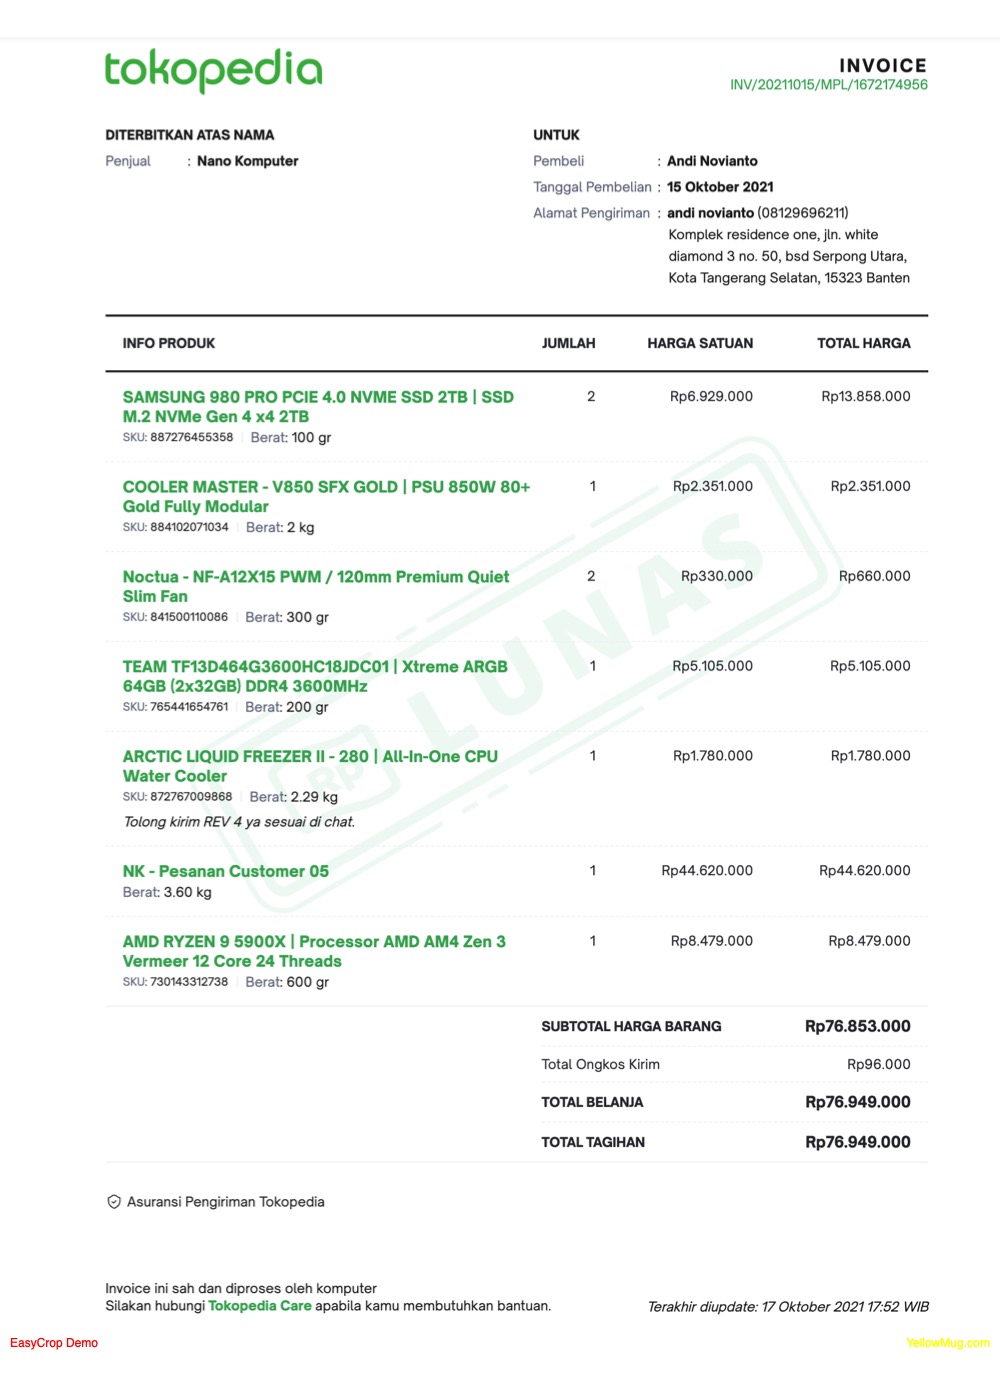 tokopedia
INVOICE
INV/20211015/MPL/1672174956
DITERBITKAN ATAS NAMA
Penjual : Nano Komputer
UNTUK
Pembeli : Andi Novianto
Tanggal Pembelian : 15 Oktober 2021
Alamat Pengiriman : andi novianto (08129696211)
Komplek residence one, jln. white
diamond 3 no. 50, bsd Serpong Utara,
Kota Tangerang Selatan, 15323 Banten
INFO PRODUK JUMLAH HARGA SATUAN TOTAL HARGA
SAMSUNG 980 PRO PCIE 4.0 NVME SSD 2TB | SSD 2 Rp6.929.000 Rp13.858.000
M.2 NVMe Gen 4 x4 2TB
SKU: 887276455358 | Berat: 100 gr
COOLER MASTER - V850 SFX GOLD | PSU 850W 80+ 1 Rp2.351.000 Rp2.351.000
Gold Fully Modular
SKU: 884102071034 | Berat: 2 kg
Noctua - NF-A12X15 PWM / 120mm Premium Quiet 2 Rp330.000 Rp660.000
Slim Fan
SKU: 841500110086 | Berat: 300 gr
TEAM TF13D464G3600HC18JDC01 | Xtreme ARGB 1 Rp5.105.000 Rp5.105.000
64GB (2x32GB) DDR4 3600MHz
SKU: 765441654761 | Berat: 200 gr
ARCTIC LIQUID FREEZER II - 280 | All-In-One CPU 1 Rp1.780.000 Rp1.780.000
Water Cooler
SKU: 872767009868 | Berat: 2.29 kg
Tolong kirim REV 4 ya sesuai di chat.
NK - Pesanan Customer 05 1 Rp44.620.000 Rp44.620.000
Berat: 3.60 kg
AMD RYZEN 9 5900X | Processor AMD AM4 Zen 3 1 Rp8.479.000 Rp8.479.000
Vermeer 12 Core 24 Threads
SKU: 730143312738 | Berat: 600 gr
RP LUNAS
SUBTOTAL HARGA BARANG Rp76.853.000
Total Ongkos Kirim Rp96.000
TOTAL BELANJA Rp76.949.000
TOTAL TAGIHAN Rp76.949.000
Asuransi Pengiriman Tokopedia
Invoice ini sah dan diproses oleh komputer
Silakan hubungi Tokopedia Care apabila kamu membutuhkan bantuan.
Terakhir diupdate: 17 Oktober 2021 17:52 WIB
EasyCrop Demo
YellowMug.com